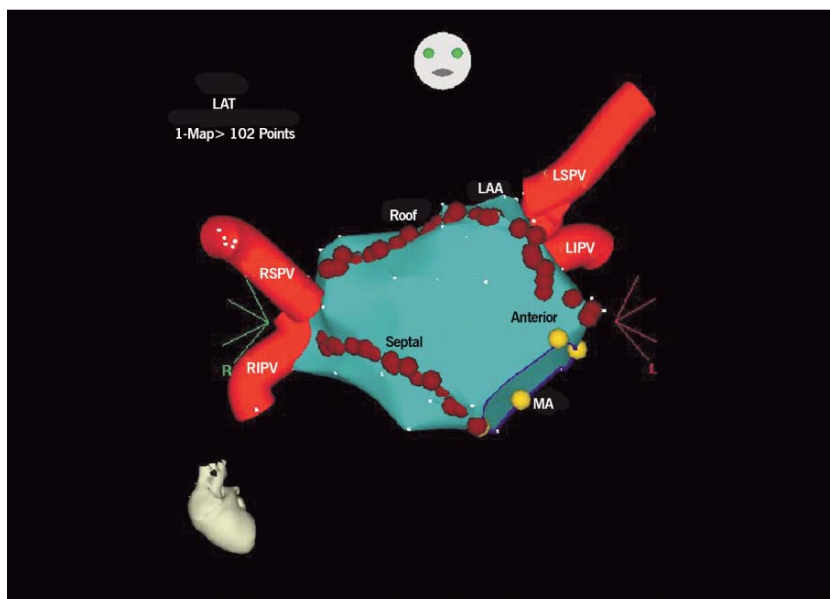 LAT
1-Map> 102 Points
LSPV
LAA
Roof
LIPV
RSPV
Anterior
Septal
RIPV
R
L
MA